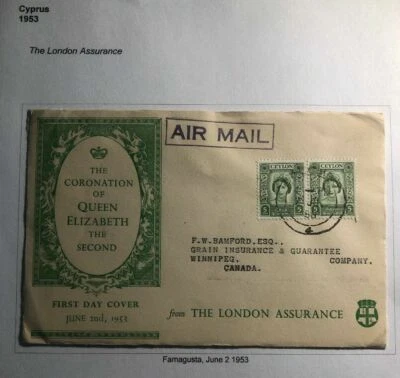 Cyprus
1953
The London Assurance
AIR MAIL
CEYLON CEYLON
THE
CORONATION
OF
QUEEN
ELIZABETH
THE
SECOND
F.W.BAMFORD.ESQ.,
GRAIN INSURANCE & GUARANTEE
WINNIPEG. COMPANY.
CANADA.
FIRST DAY COVER
JUNE 2nd, 1953
from THE LONDON ASSURANCE
Famagusta, June 2 1953